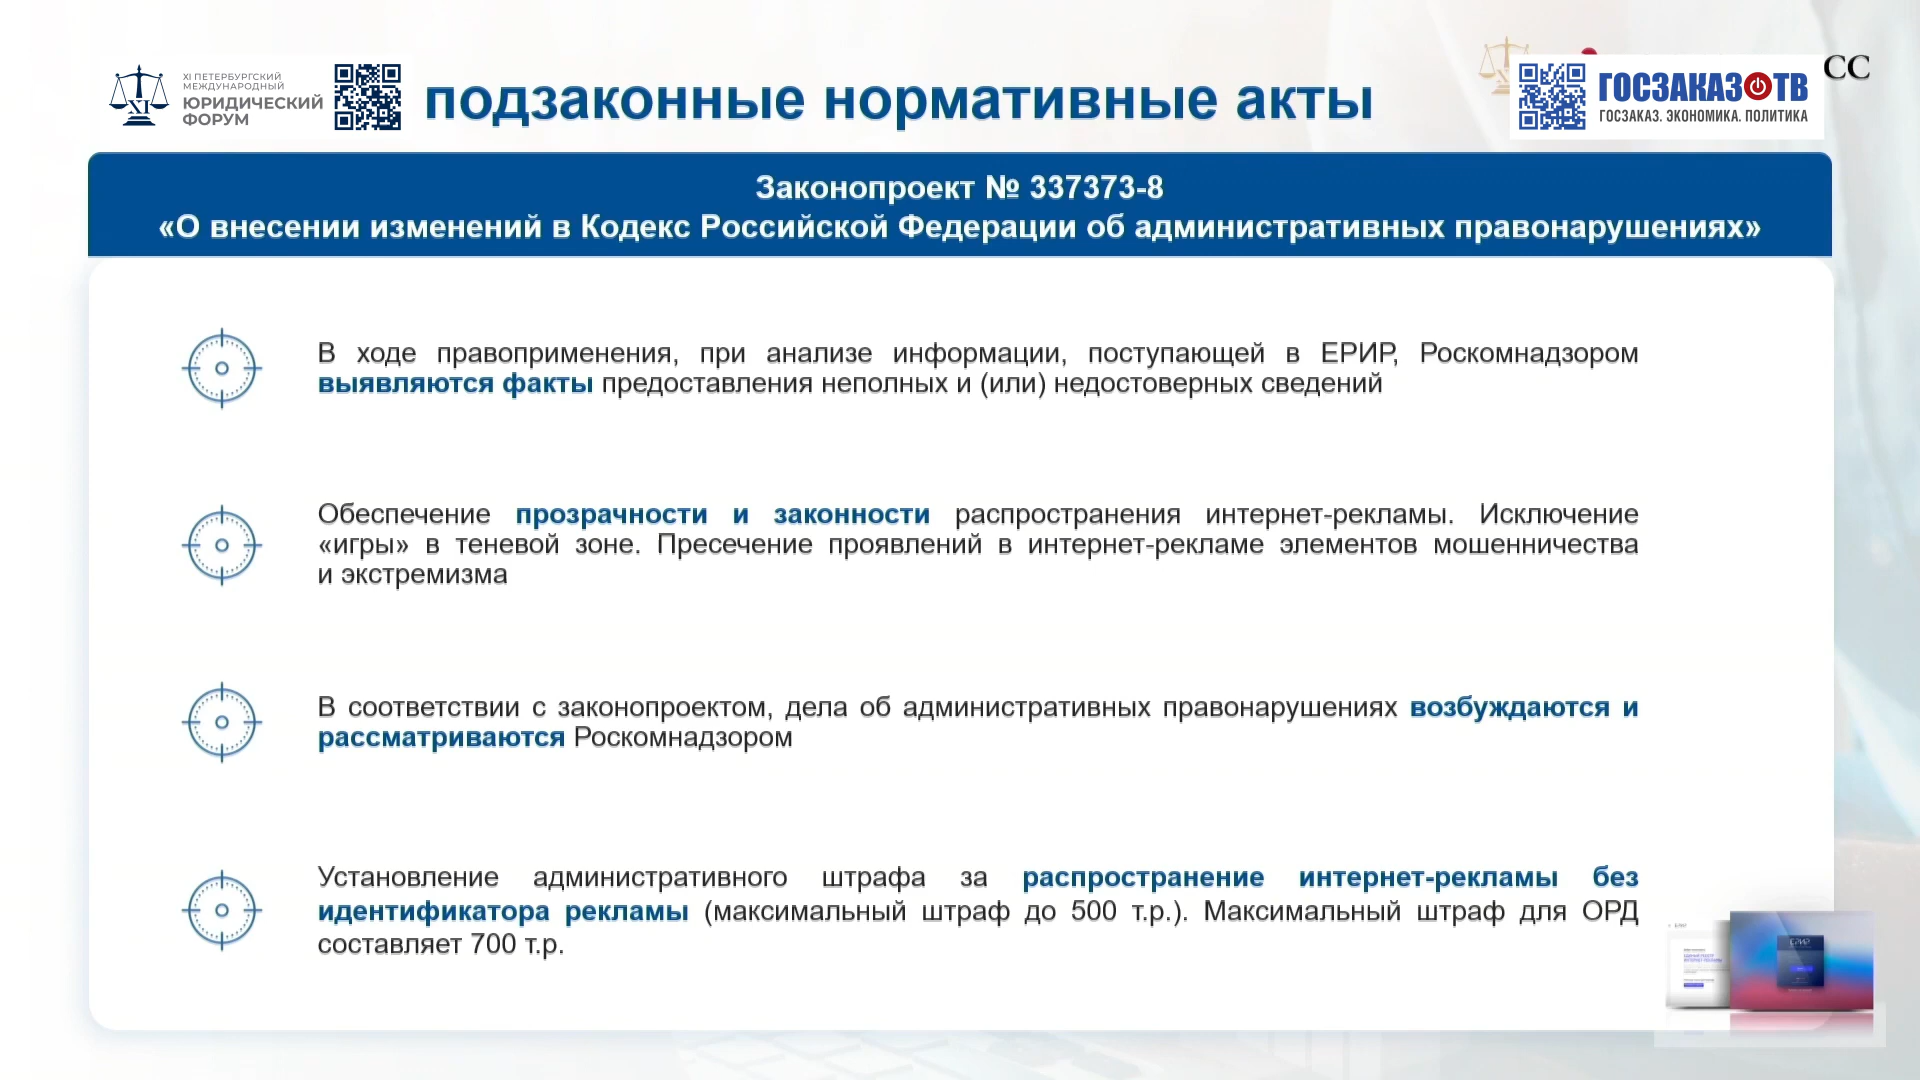 XI ПЕТЕРБУРГСКИЙ
МЕЖДУНАРОДНЫЙ
ЮРИДИЧЕСКИЙ
ФОРУМ
XI
подзаконные нормативные акты
ГОСЗАКАЗ ТВ
ГОСЗАКАЗ. ЭКОНОМИКА. ПОЛИТИКА
СС
Законопроект № 337373-8
«О внесении изменений в Кодекс Российской Федерации об административных правонарушениях»
В ходе правоприменения, при анализе информации, поступающей в ЕРИР, Роскомнадзором
выявляются факты предоставления неполных и (или) недостоверных сведений
Обеспечение прозрачности и законности распространения интернет-рекламы. Исключение
«игры» в теневой зоне. Пресечение проявлений в интернет-рекламе элементов мошенничества
и экстремизма
В соответствии с законопроектом, дела об административных правонарушениях возбуждаются и
рассматриваются Роскомнадзором
Установление административного штрафа за распространение интернет-рекламы без
идентификатора рекламы (максимальный штраф до 500 т.р.). Максимальный штраф для ОРД
составляет 700 т.р.
ЕРИР